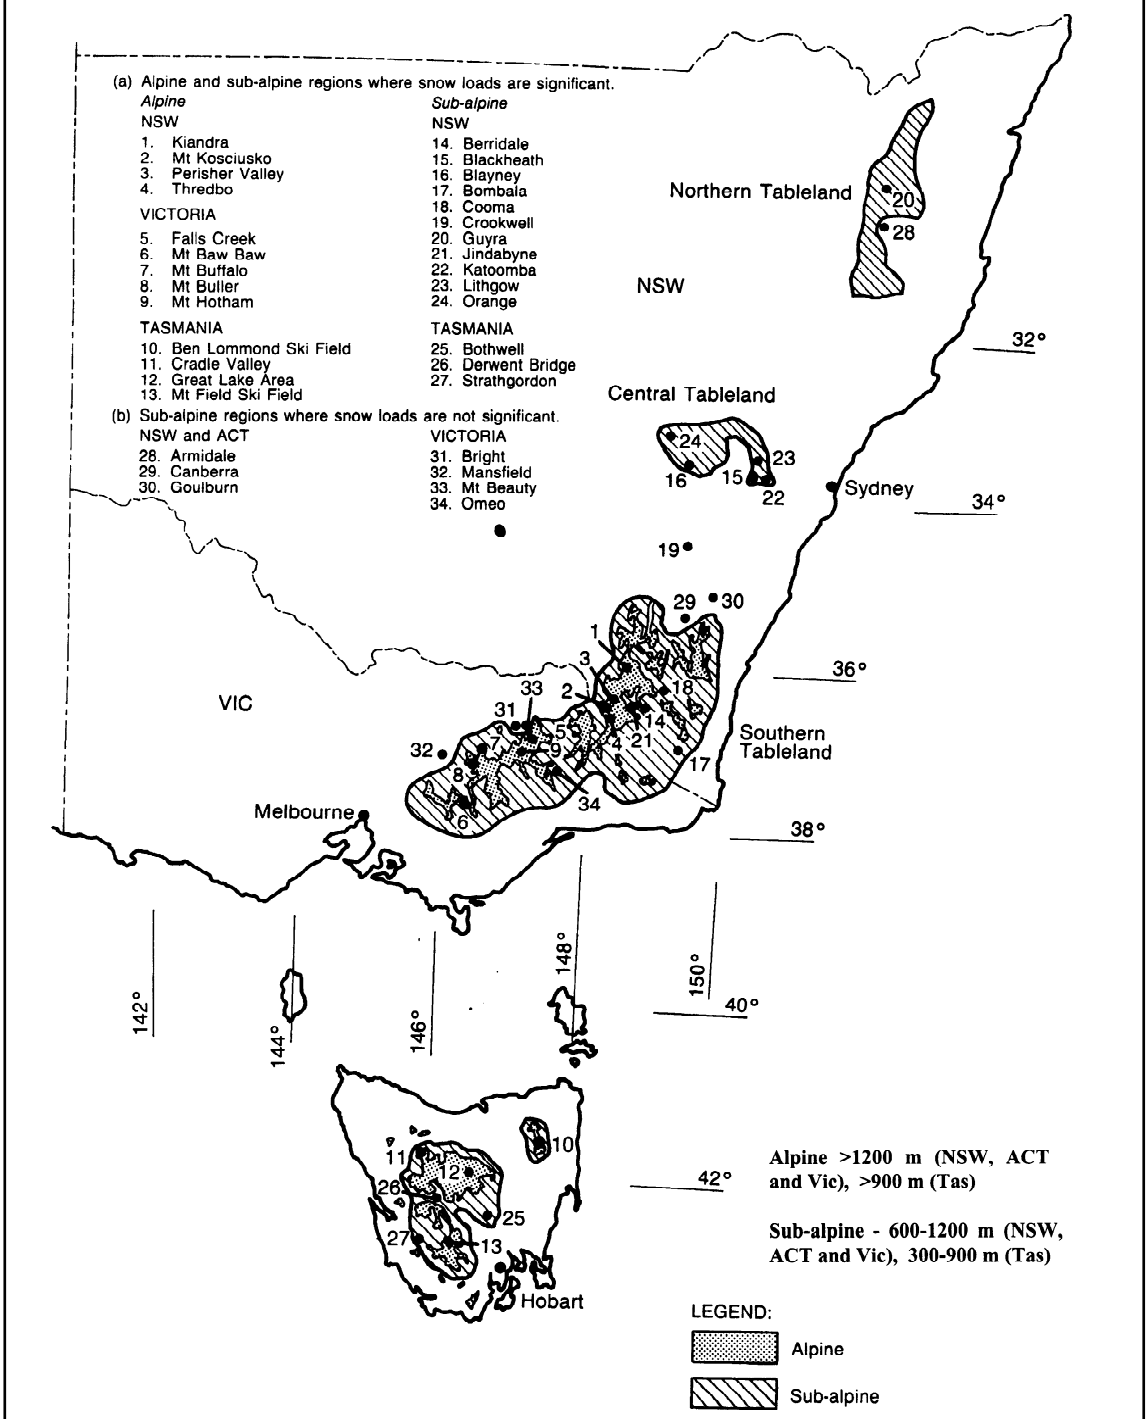 (a) Alpine and sub-alpine regions where snow loads are significant.
Alpine
NSW
1. Kiandra
2. Mt Kosciusko
3. Perisher Valley
4. Thredbo
VICTORIA
5. Falls Creek
6. Mt Baw Baw
7. Mt Buffalo
8. Mt Buller
9. Mt Hotham
TASMANIA
10. Ben Lommond Ski Field
11. Cradle Valley
12. Great Lake Area
13. Mt Field Ski Field
Sub-alpine
NSW
14. Berridale
15. Blackheath
16. Blayney
17. Bombala
18. Cooma
19. Crookwell
20. Guyra
21. Jindabyne
22. Katoomba
23. Lithgow
24. Orange
TASMANIA
25. Bothwell
26. Derwent Bridge
27. Strathgordon
(b) Sub-alpine regions where snow loads are not significant.
NSW and ACT
28. Armidale
29. Canberra
30. Goulburn
VICTORIA
31. Bright
32. Mansfield
33. Mt Beauty
34. Omeo
Northern Tableland
20
28
NSW
32°
Central Tableland
24
23
16
15
22
Sydney
34°
19
29
30
1
3
36°
33
2
18
VIC
31
5
14
7
9
4
21
Southern
Tableland
32
17
8
34
Melbourne
6
38°
148°
150°
142°
144°
146°
40°
10
11
12
42°
26
25
27
13
Hobart
Alpine >1200 m (NSW, ACT
and Vic), >900 m (Tas)
Sub-alpine - 600-1200 m (NSW,
ACT and Vic), 300-900 m (Tas)
LEGEND:
Alpine
Sub-alpine